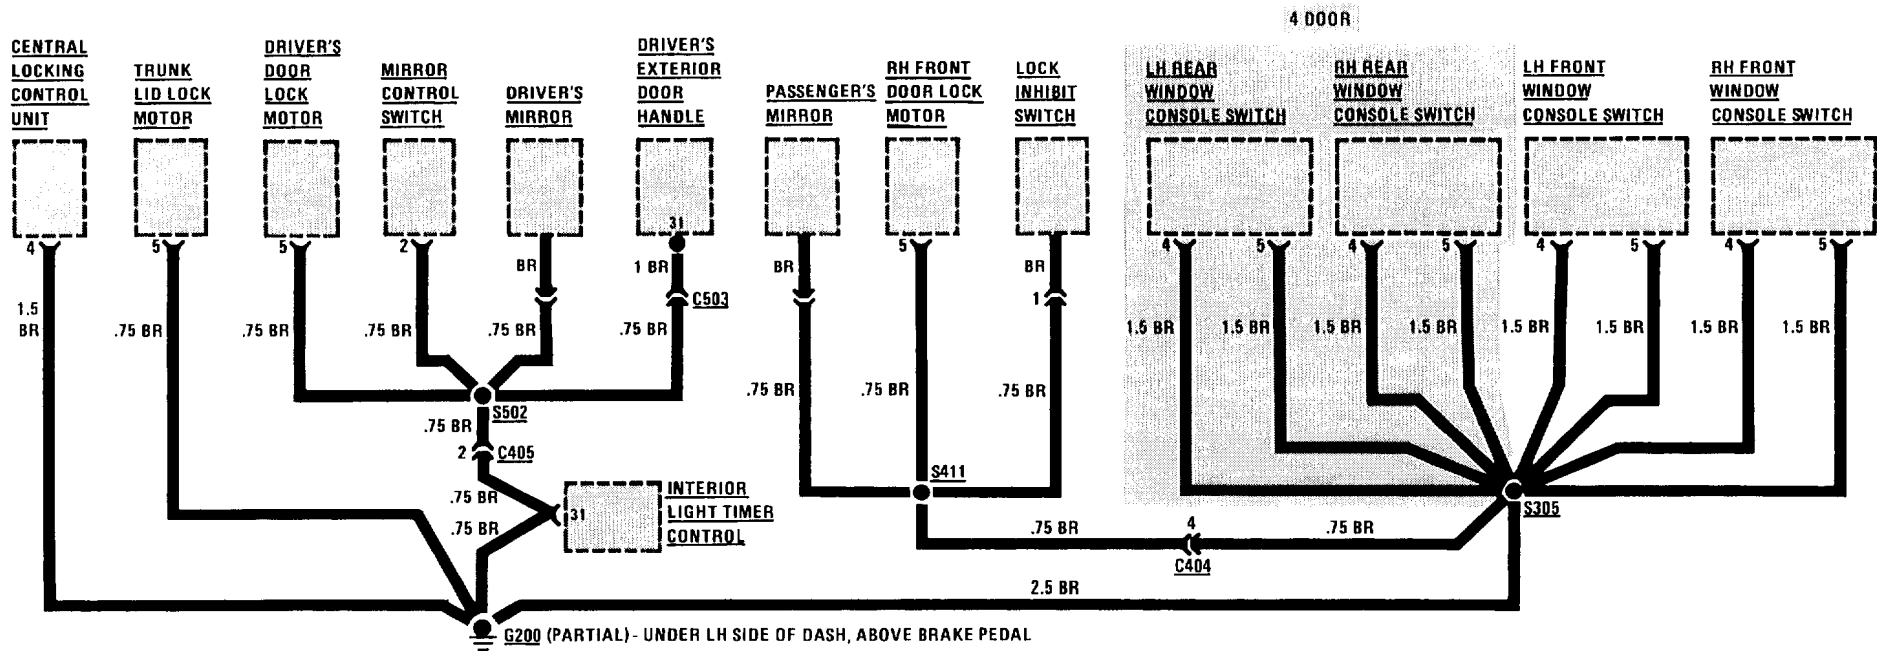 4 DOOR
CENTRAL
LOCKING
CONTROL
UNIT
TRUNK
LID LOCK
MOTOR
DRIVER'S
DOOR
LOCK
MOTOR
MIRROR
CONTROL
SWITCH
DRIVER'S
MIRROR
DRIVER'S
EXTERIOR
DOOR
HANDLE
PASSENGER'S
MIRROR
RH FRONT
DOOR LOCK
MOTOR
LOCK
INHIBIT
SWITCH
LH REAR
WINDOW
CONSOLE SWITCH
RH REAR
WINDOW
CONSOLE SWITCH
LH FRONT
WINDOW
CONSOLE SWITCH
RH FRONT
WINDOW
CONSOLE SWITCH
31
4 5 5 2 5 4 5 4 5 4 5 4 5
BR 1 BR BR BR
1 C503
1.5
BR
.75 BR .75 BR .75 BR .75 BR .75 BR
1.5 BR 1.5 BR 1.5 BR 1.5 BR 1.5 BR 1.5 BR 1.5 BR 1.5 BR
.75 BR .75 BR .75 BR
S502
.75 BR
2 C405
S411
.75 BR
31
INTERIOR
LIGHT TIMER
CONTROL
.75 BR
S305
.75 BR 4 .75 BR
C404
2.5 BR
G200 (PARTIAL) - UNDER LH SIDE OF DASH, ABOVE BRAKE PEDAL